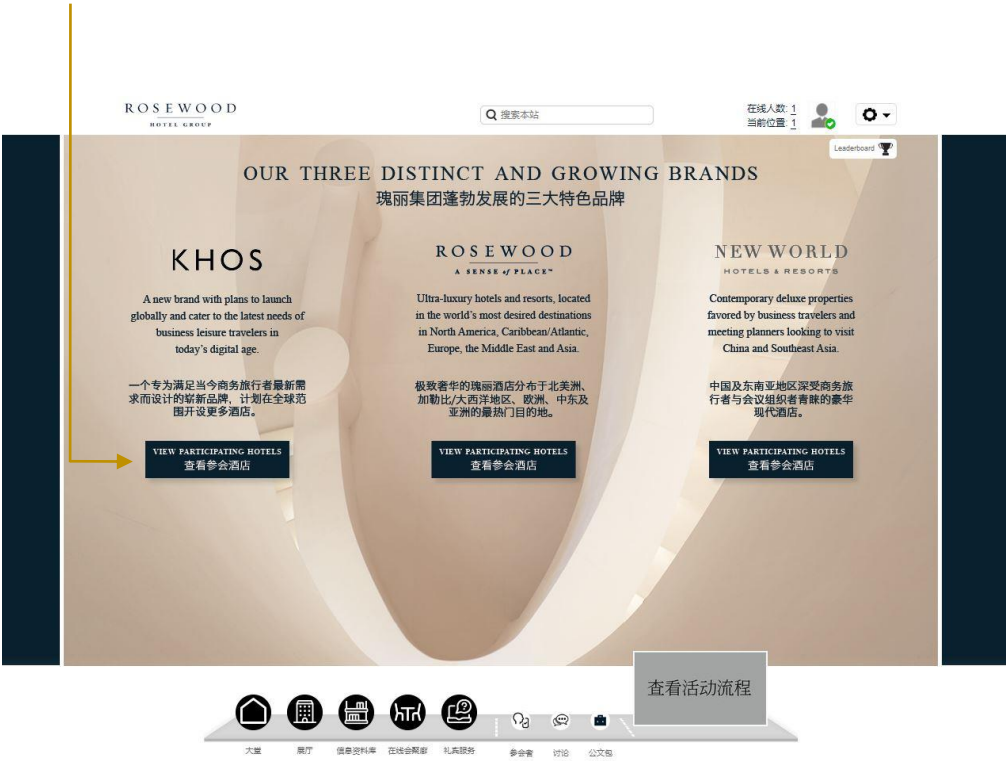 ROSEWOOD
HOTEL GROUP
搜索本站
在线人数: 1
当前位置: 1
Leaderboard
OUR THREE DISTINCT AND GROWING BRANDS
瑰丽集团蓬勃发展的三大特色品牌
KHOS
A new brand with plans to launch
globally and cater to the latest needs of
business leisure travelers in
today's digital age.
一个专为满足当今商务旅行者最新需
求而设计的崭新品牌，计划在全球范
围开设更多酒店。
VIEW PARTICIPATING HOTELS
查看参会酒店
ROSEWOOD
A SENSE of PLACE™
Ultra-luxury hotels and resorts, located
in the world's most desired destinations
in North America, Caribbean/Atlantic,
Europe, the Middle East and Asia.
极致奢华的瑰丽酒店分布于北美洲、
加勒比/大西洋地区、欧洲、中东及
亚洲的最热门目的地。
VIEW PARTICIPATING HOTELS
查看参会酒店
NEW WORLD
HOTELS & RESORTS
Contemporary deluxe properties
favored by business travelers and
meeting planners looking to visit
China and Southeast Asia.
中国及东南亚地区深受商务旅
行者与会议组织者青睐的豪华
现代酒店。
VIEW PARTICIPATING HOTELS
查看参会酒店
查看活动流程
大堂
展厅
信息资料库
在线会聚廊
礼宾服务
参会者
讨论
公文包